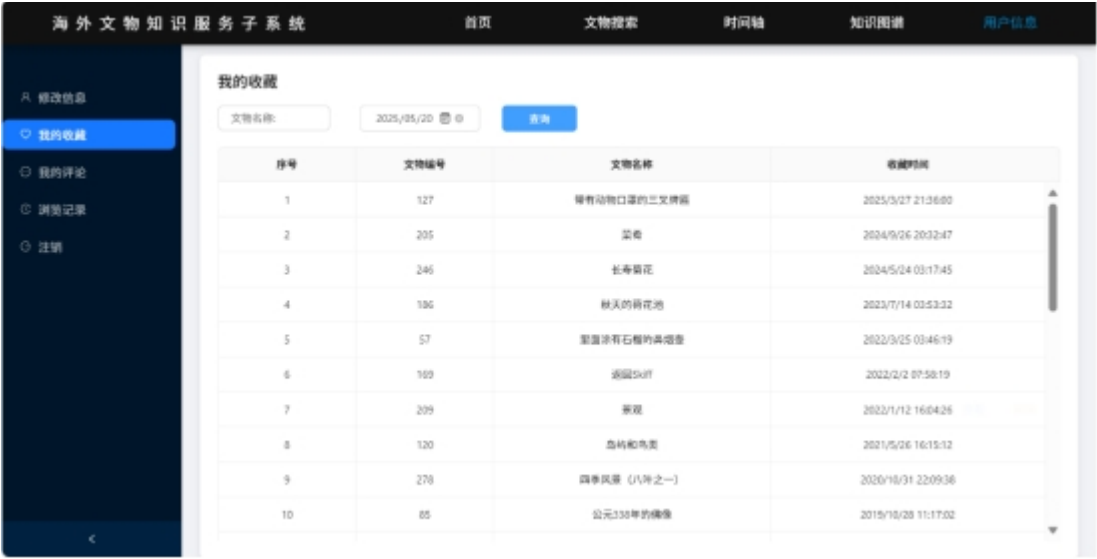 海外文物知识服务子系统 首页 文物搜索 时间轴 知识图谱 用户信息
修改信息
我的收藏
我的评论
浏览记录
注销
我的收藏
文物名称: 2025/05/20 查询
序号 文物编号 文物名称 收藏时间
1 127 带有动物口罩的三叉牌匾 2025/3/27 21:36:00
2 205 2024/9/26 20:32:47
3 246 长寿菊花 2024/5/24 03:17:45
4 186 秋天的荷花池 2023/7/14 03:53:32
5 57 里面涂有石榴的鼻烟壶 2022/3/25 03:46:19
6 169 返回Skiff 2022/2/2 07:58:19
7 209 景观 2022/1/12 16:04:26
8 120 岛屿和鸟类 2021/5/26 16:15:12
9 278 四季风景（八叶之一） 2020/10/31 22:09:38
10 85 公元338年的佛像 2019/10/28 11:17:02